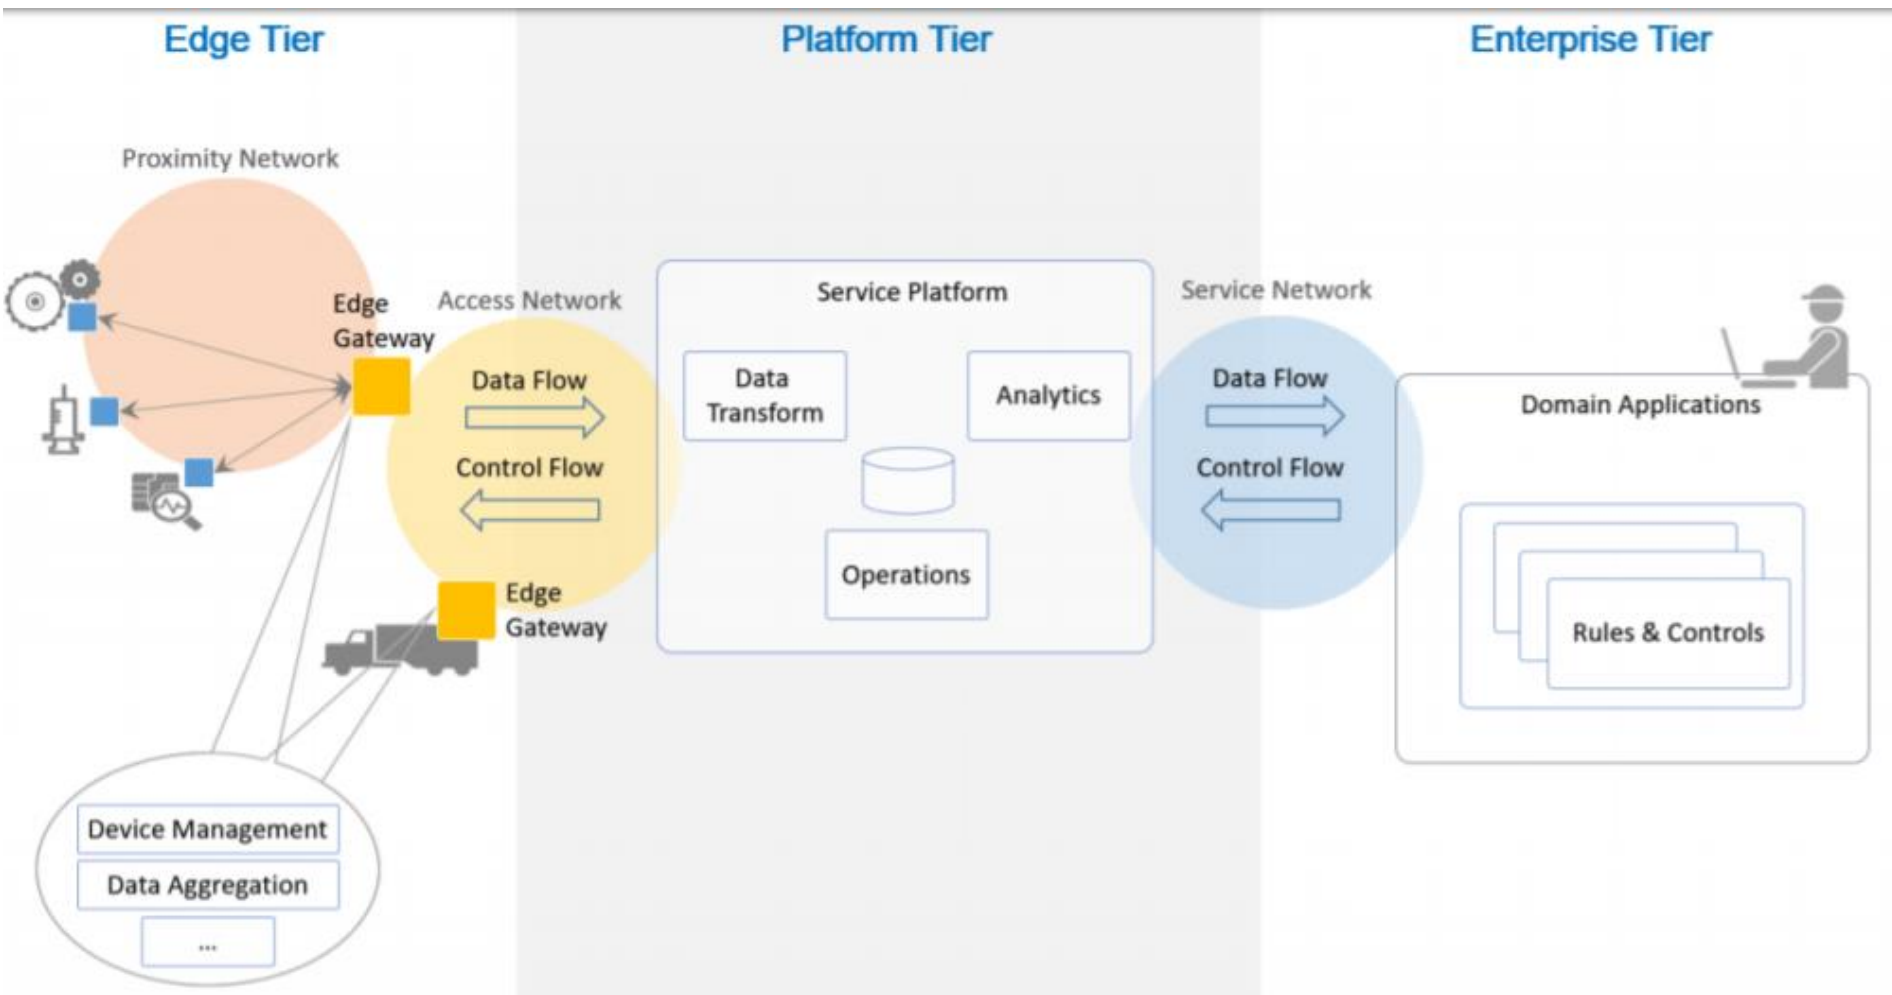 Edge Tier
Platform Tier
Enterprise Tier
Proximity Network
Edge
Gateway
Access Network
Data Flow
Control Flow
Edge
Gateway
Device Management
Data Aggregation
...
Service Platform
Data
Transform
Analytics
Operations
Service Network
Data Flow
Control Flow
Domain Applications
Rules & Controls